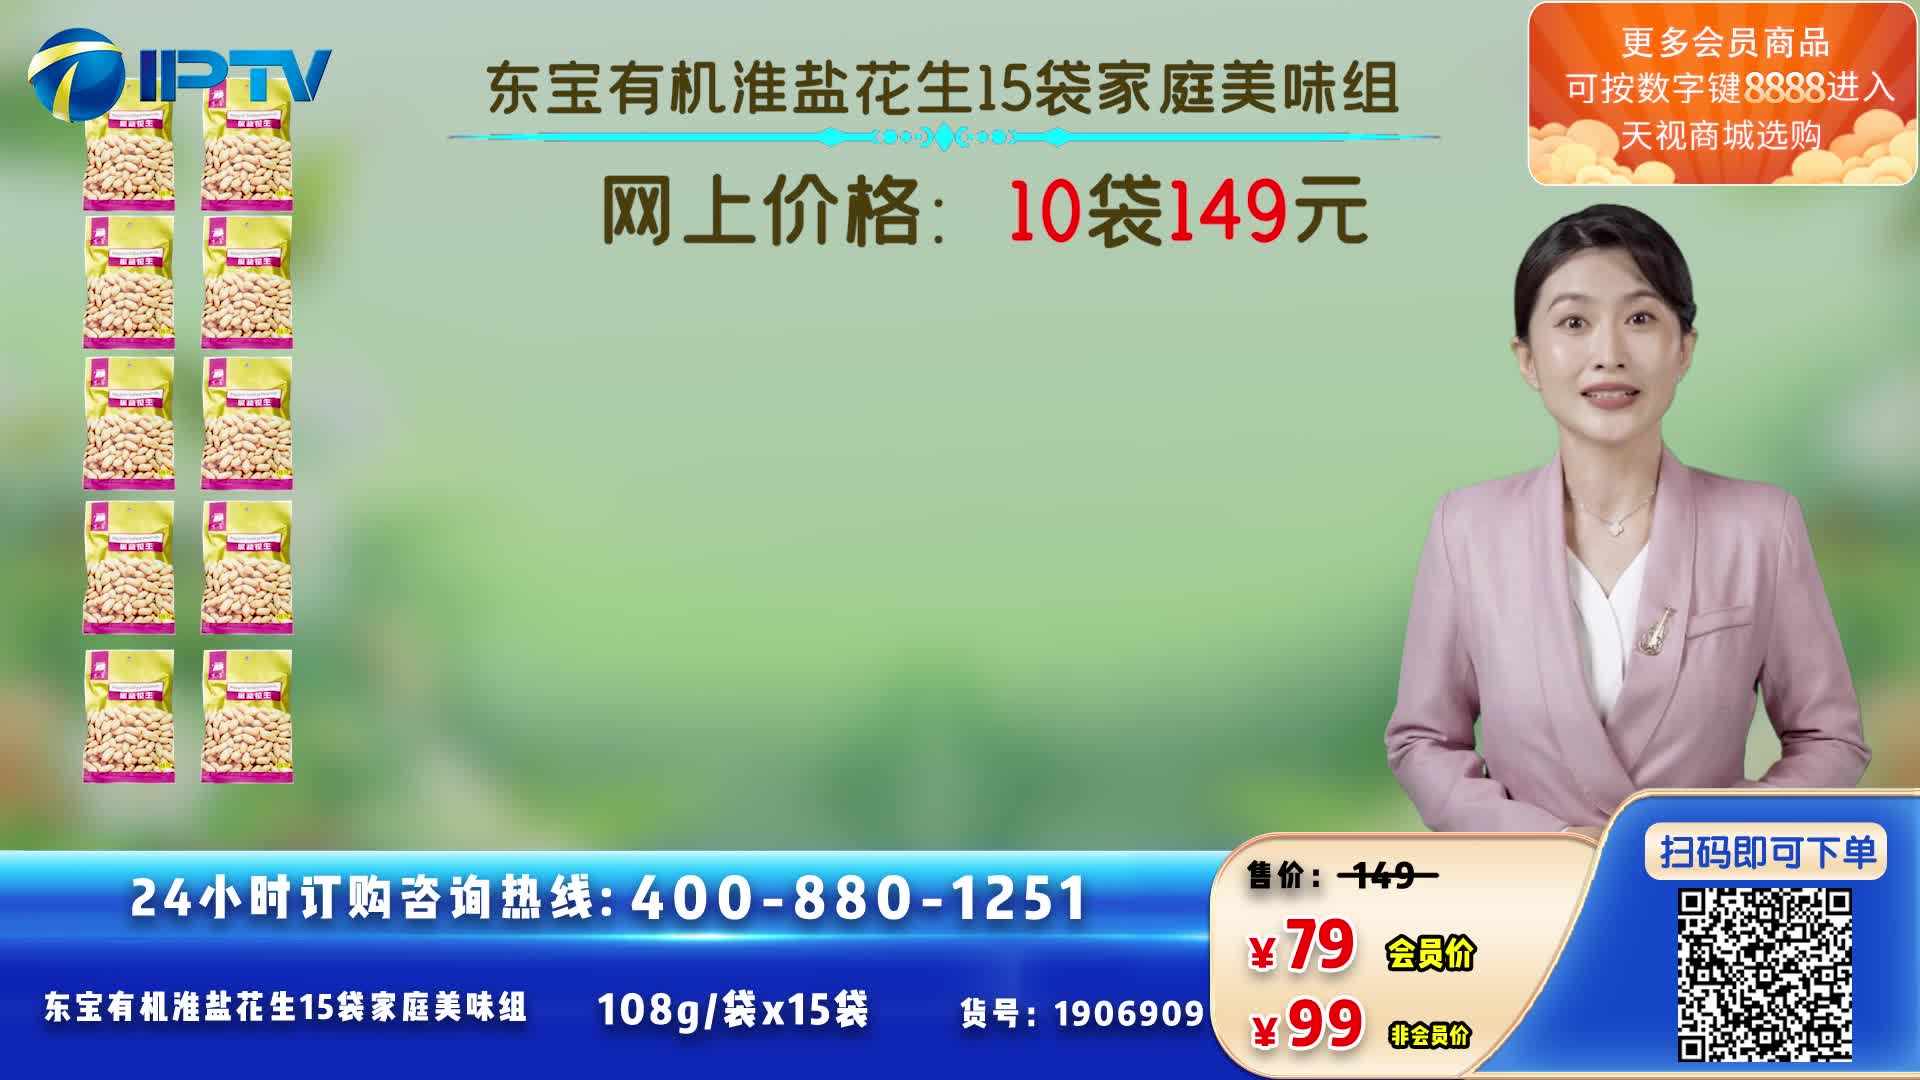 IPTV
东宝有机淮盐花生15袋家庭美味组
网上价格： 10袋149元
更多会员商品
可按数字键8888进入
天视商城选购
24小时订购咨询热线：400-880-1251
东宝有机淮盐花生15袋家庭美味组 108g/袋x15袋 货号：1906909
售价：149
￥79 会员价
￥99 非会员价
扫码即可下单